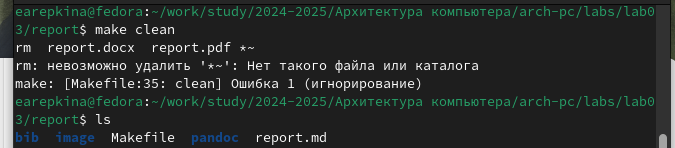 earepkina@fedora:~/work/study/2024-2025/Архитектура компьютера/arch-pc/labs/lab0
3/report$ make clean
rm  report.docx  report.pdf *~
rm: невозможно удалить '*~': Нет такого файла или каталога
make: [Makefile:35: clean] Ошибка 1 (игнорирование)
earepkina@fedora:~/work/study/2024-2025/Архитектура компьютера/arch-pc/labs/lab0
3/report$ ls
bib  image  Makefile  pandoc  report.md